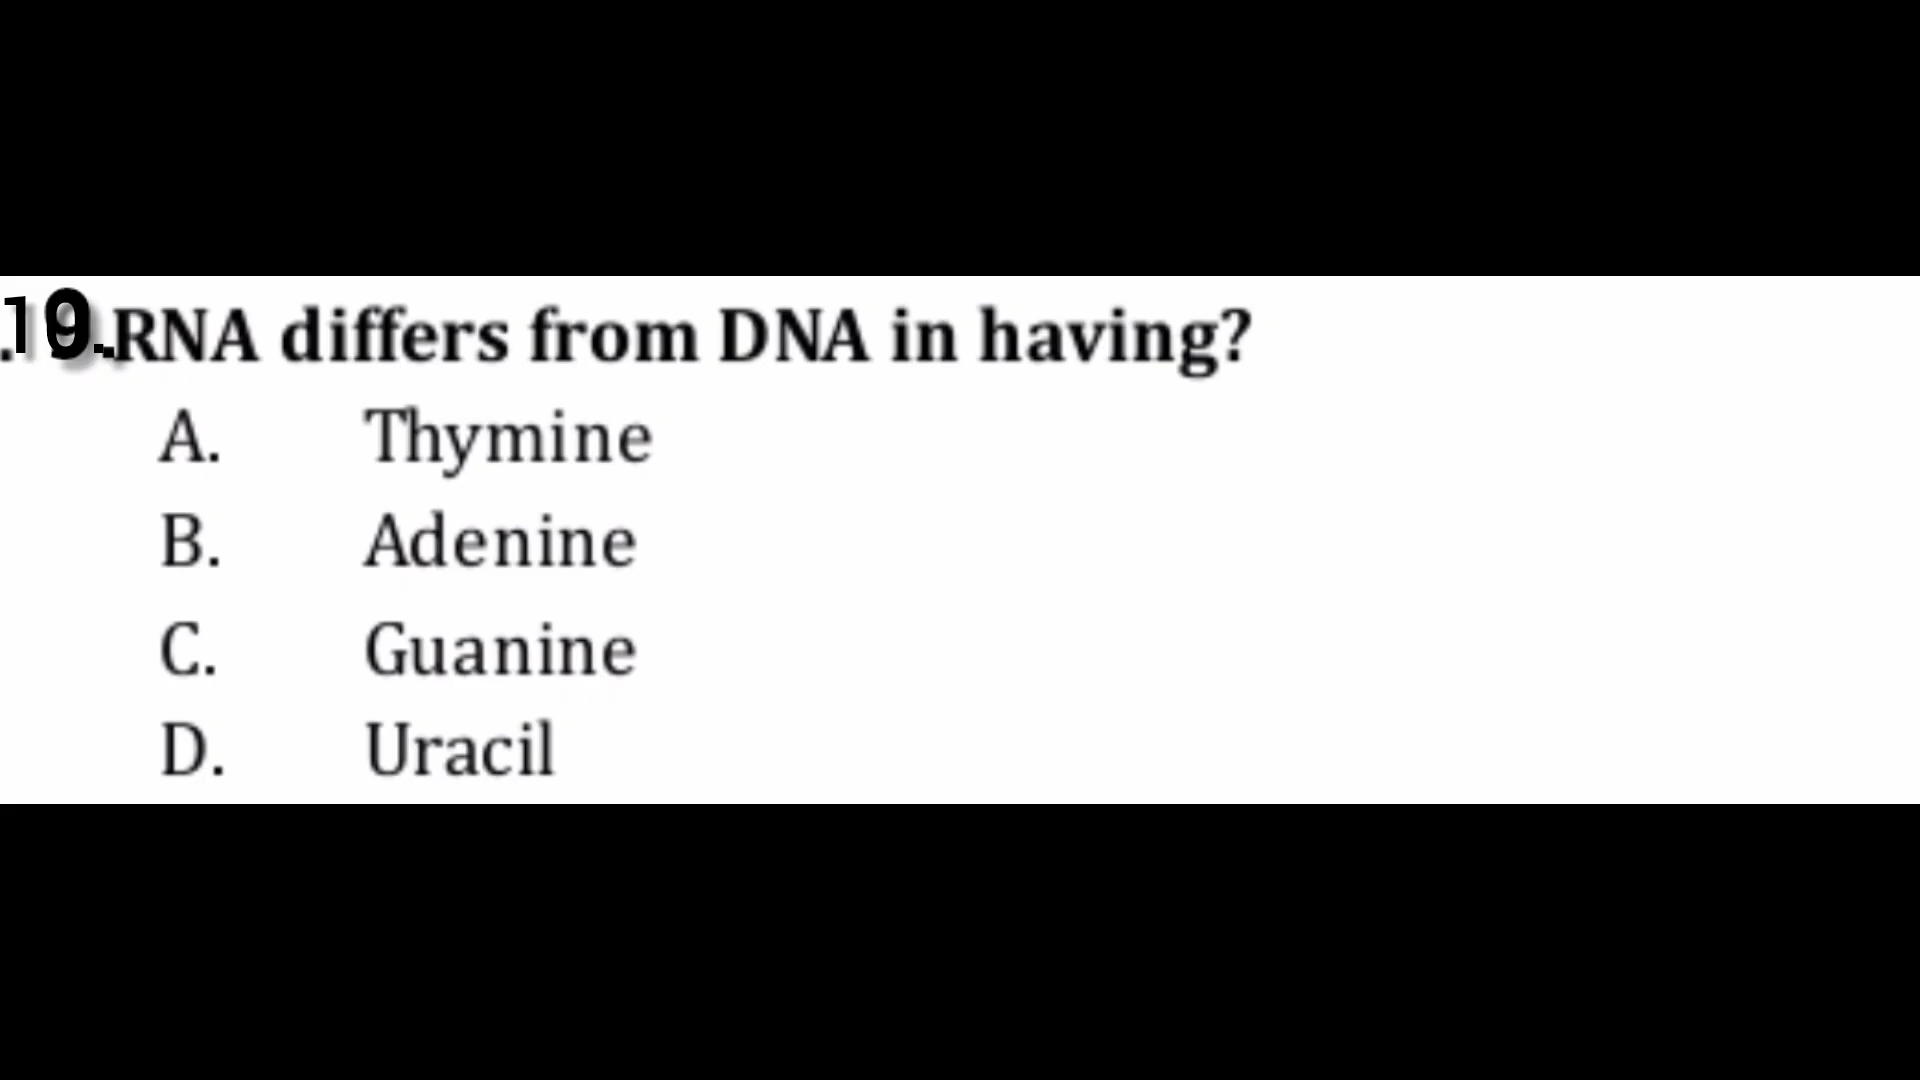 19. RNA differs from DNA in having?
A. Thymine
B. Adenine
C. Guanine
D. Uracil